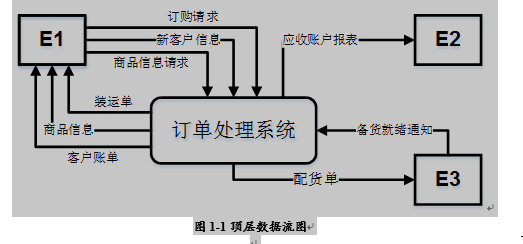 订购请求
E1
新客户信息
应收账户报表
E2
商品信息请求
装运单
商品信息
订单处理系统
备货就绪通知
客户账单
配货单
E3
图 1-1 顶层数据流图